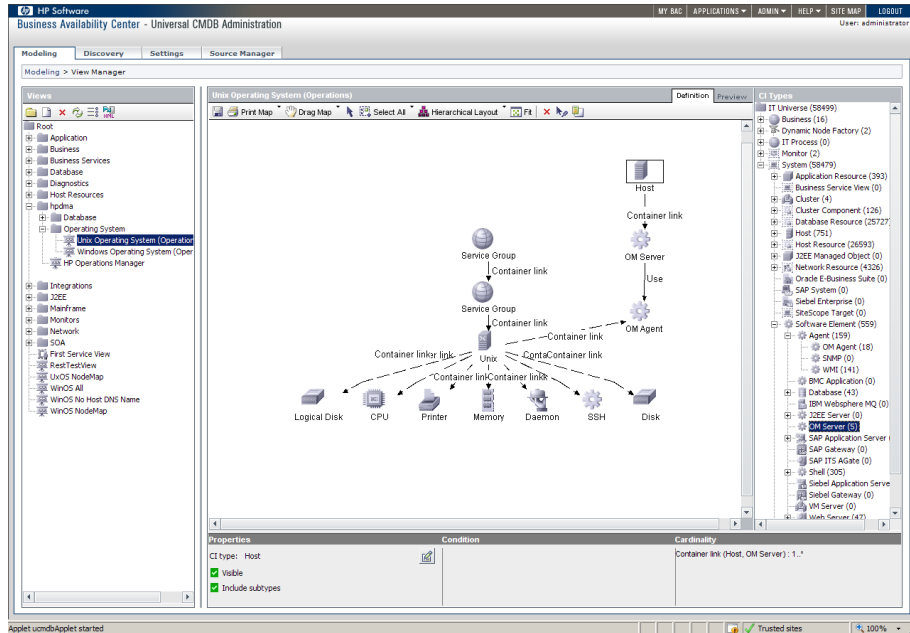 HP Software
MY BAC APPLICATIONS ADMIN HELP SITE MAP LOGOUT
Business Availability Center - Universal CMDB Administration
User: administrator
Modeling Discovery Settings Source Manager
Modeling > View Manager
Views
Root
Application
Business
Business Services
Database
Diagnostics
Host Resources
hpdma
Database
Operating System
Unix Operating System (Operation
Windows Operating System (Oper
HP Operations Manager
Integrations
J2EE
Mainframe
Monitors
Network
SOA
First Service View
RestTestView
UxOS NodeMap
WinOS All
WinOS No Host DNS Name
WinOS NodeMap
Unix Operating System (Operations)
Definition Preview
Print Map Drag Map Select All Hierarchical Layout Fit
Host
Container link
OM Server
Use
OM Agent
Service Group
Container link
Service Group
Container link
Container link
Unix
Container link
Container link
Container link
Container link
Logical Disk
CPU
Printer
Memory
Daemon
SSH
Disk
CI Types
IT Universe (58499)
Business (16)
Dynamic Node Factory (2)
IT Process (0)
Monitor (2)
System (58479)
Application Resource (393)
Business Service View (0)
Cluster (4)
Cluster Component (126)
Database Resource (25727
Host (751)
Host Resource (26593)
J2EE Managed Object (0)
Network Resource (4326)
Oracle E-Business Suite (0)
SAP System (0)
Siebel Enterprise (0)
SiteScope Target (0)
Software Element (559)
Agent (159)
OM Agent (18)
SNMP (0)
WMI (141)
BMC Application (0)
Database (43)
IBM Websphere MQ (0)
J2EE Server (0)
OM Server (5)
SAP Application Server
SAP Gateway (0)
SAP ITS AGate (0)
Shell (305)
Siebel Application Serve
Siebel Gateway (0)
VM Server (0)
Web Server (47)
Properties
CI type: Host
Visible
Include subtypes
Condition
Cardinality
Container link (Host, OM Server) : 1..*
Applet ucmdbApplet started
Trusted sites
100%